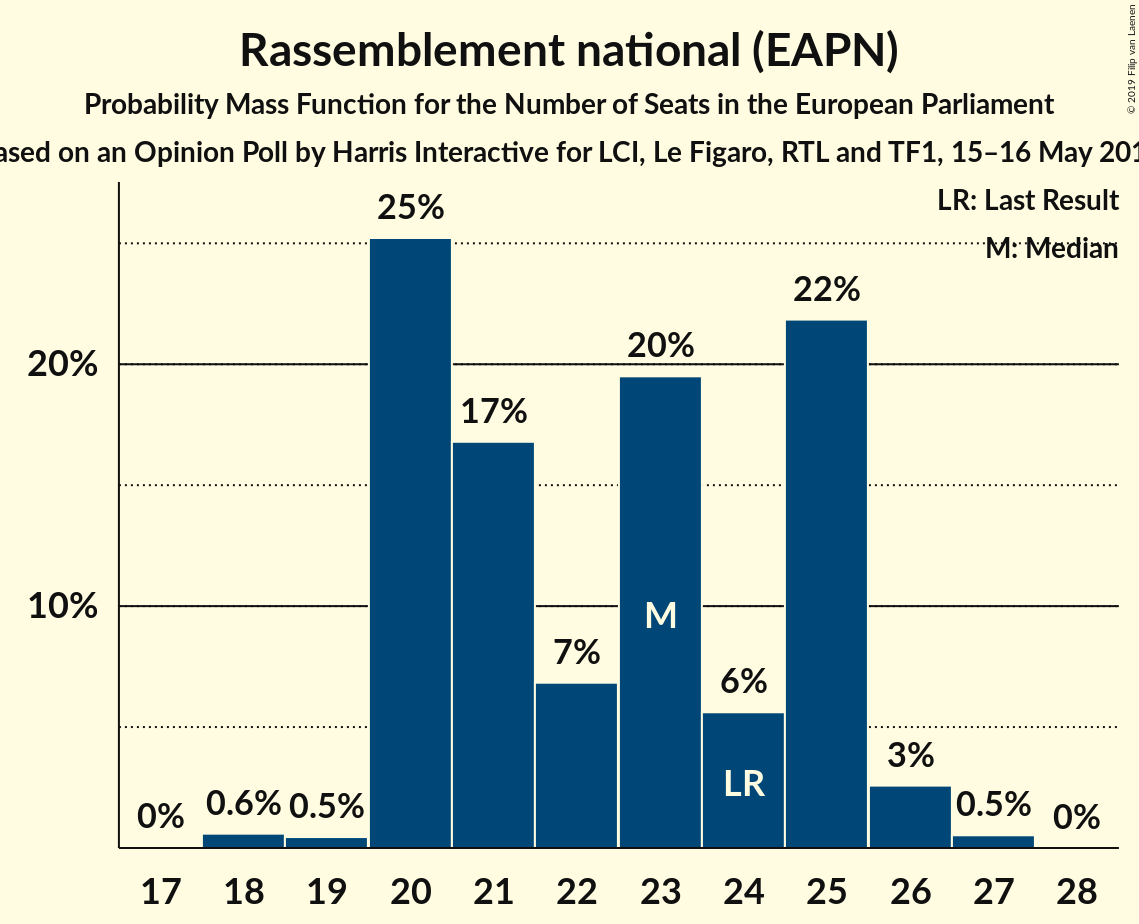 Rassemblement national (EAPN)
Probability Mass Function for the Number of Seats in the European Parliament
ased on an Opinion Poll by Harris Interactive for LCI, Le Figaro, RTL and TF1, 15–16 May 201
© 2019 Filip van Laenen
LR: Last Result
M: Median
25%
22%
20%
20%
17%
10%
M
7%
6%
LR
3%
0%
0.6%
0.5%
0.5%
0%
17 18 19 20 21 22 23 24 25 26 27 28